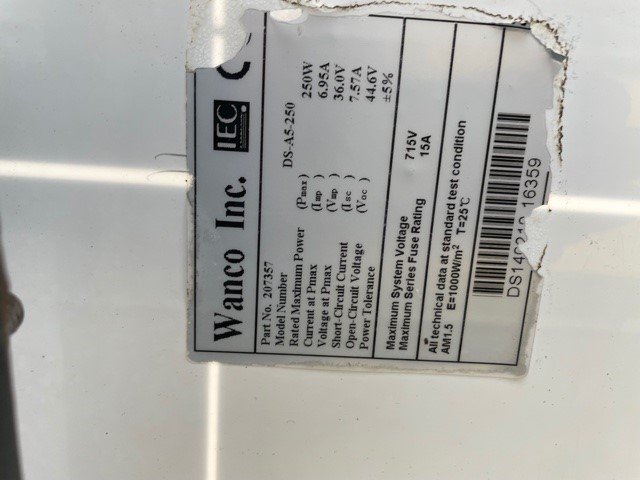 Wanco Inc. IEC C
Part No. 207357
Model Number DS-A5-250
Rated Maximum Power (Pmax) 250W
Current at Pmax (Imp) 6.95A
Voltage at Pmax (Vmp) 36.0V
Short-Circuit Current (Isc) 7.57A
Open-Circuit Voltage (Voc) 44.6V
Power Tolerance ±5%
Maximum System Voltage 715V
Maximum Series Fuse Rating 15A
All technical data at standard test condition
AM1.5 E=1000W/m² T=25℃
16359